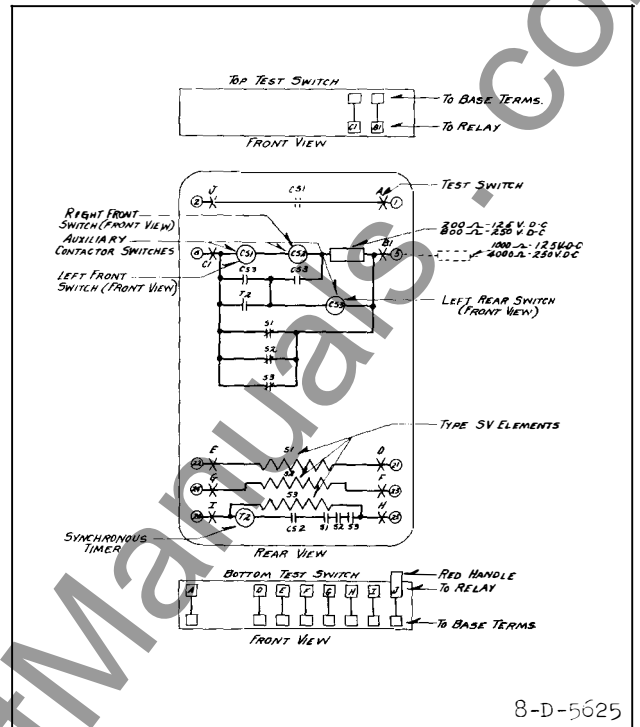 TOP TEST SWITCH
TO BASE TERMS.
C1 B1 TO RELAY
FRONT VIEW
J CS1 A TEST SWITCH
2 1
RIGHT FRONT
SWITCH (FRONT VIEW)
AUXILIARY
CONTACTOR SWITCHES
LEFT FRONT
SWITCH (FRONT VIEW)
200 Ω - 125 V. D-C
800 Ω - 250 V. D-C
1000 Ω - 125 V. D-C
4000 Ω - 250 V. D-C
C1 CS1 CS2 B1
CS3 CS3
T2 CS3
LEFT REAR SWITCH
(FRONT VIEW)
S1
S2
S3
TYPE SV ELEMENTS
E S1 D
21
G S2 F
I S3 H
T2 CS2 S1 S2 S3
SYNCHRONOUS
TIMER
REAR VIEW
BOTTOM TEST SWITCH
RED HANDLE
A D E F G H I J TO RELAY
TO BASE TERMS
FRONT VIEW
8-D-5625
Manuals.co